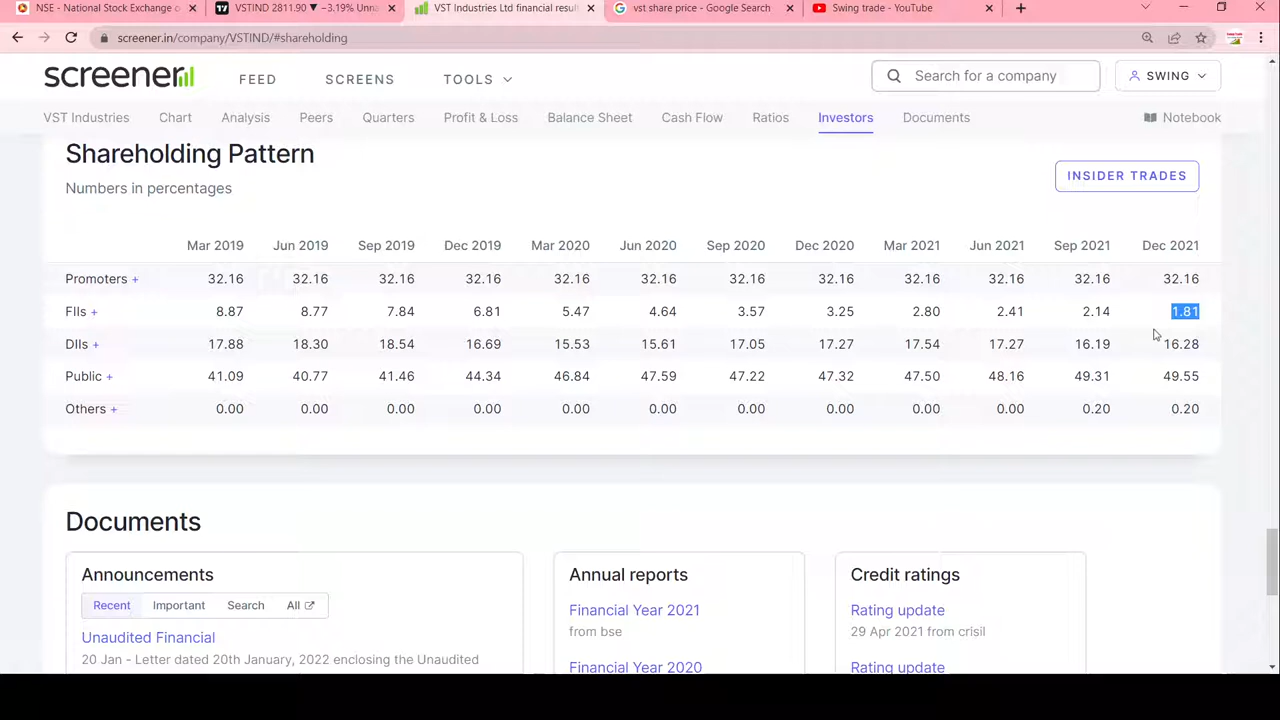 NSE - National Stock Exchange o
VSTIND 2811.90 ▼ −3.19% Unna
VST Industries Ltd financial result
vst share price - Google Search
Swing trade - YouTube
screener.in/company/VSTIND/#shareholding
screener
FEED SCREENS TOOLS
Search for a company
SWING
VST Industries Chart Analysis Peers Quarters Profit & Loss Balance Sheet Cash Flow Ratios Investors Documents Notebook
Shareholding Pattern
Numbers in percentages
INSIDER TRADES
Mar 2019 Jun 2019 Sep 2019 Dec 2019 Mar 2020 Jun 2020 Sep 2020 Dec 2020 Mar 2021 Jun 2021 Sep 2021 Dec 2021
Promoters + 32.16 32.16 32.16 32.16 32.16 32.16 32.16 32.16 32.16 32.16 32.16 32.16
FIIs + 8.87 8.77 7.84 6.81 5.47 4.64 3.57 3.25 2.80 2.41 2.14 1.81
DIIs + 17.88 18.30 18.54 16.69 15.53 15.61 17.05 17.27 17.54 17.27 16.19 16.28
Public + 41.09 40.77 41.46 44.34 46.84 47.59 47.22 47.32 47.50 48.16 49.31 49.55
Others + 0.00 0.00 0.00 0.00 0.00 0.00 0.00 0.00 0.00 0.00 0.20 0.20
Documents
Announcements
Recent Important Search All
Unaudited Financial
20 Jan - Letter dated 20th January, 2022 enclosing the Unaudited
Annual reports
Financial Year 2021
from bse
Financial Year 2020
Credit ratings
Rating update
29 Apr 2021 from crisil
Rating update